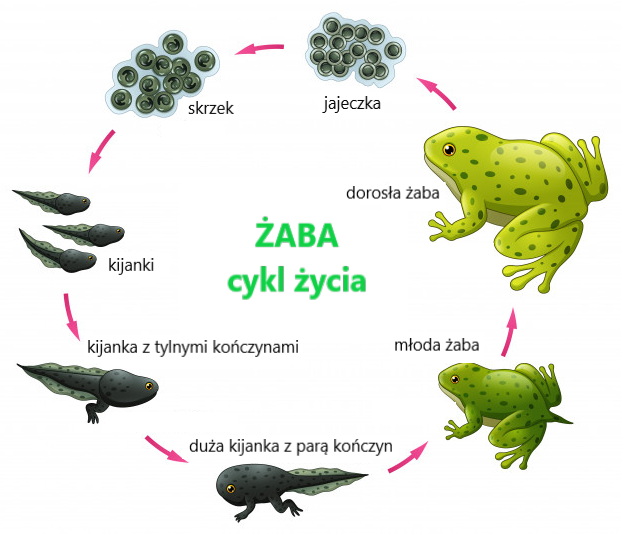 jajeczka
skrzek
dorosła żaba
ŻABA
cykl życia
kijanki
kijanka z tylnymi kończynami
młoda żaba
duża kijanka z parą kończyn